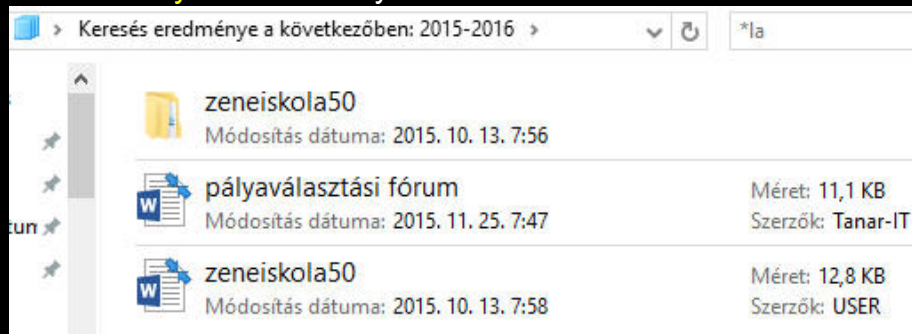 Keresés eredménye a következőben: 2015-2016
*la
zeneiskola50
Módosítás dátuma: 2015. 10. 13. 7:56
pályaválasztási fórum
Méret: 11,1 KB
Módosítás dátuma: 2015. 11. 25. 7:47
Szerzők: Tanar-IT
zeneiskola50
Méret: 12,8 KB
Módosítás dátuma: 2015. 10. 13. 7:58
Szerzők: USER